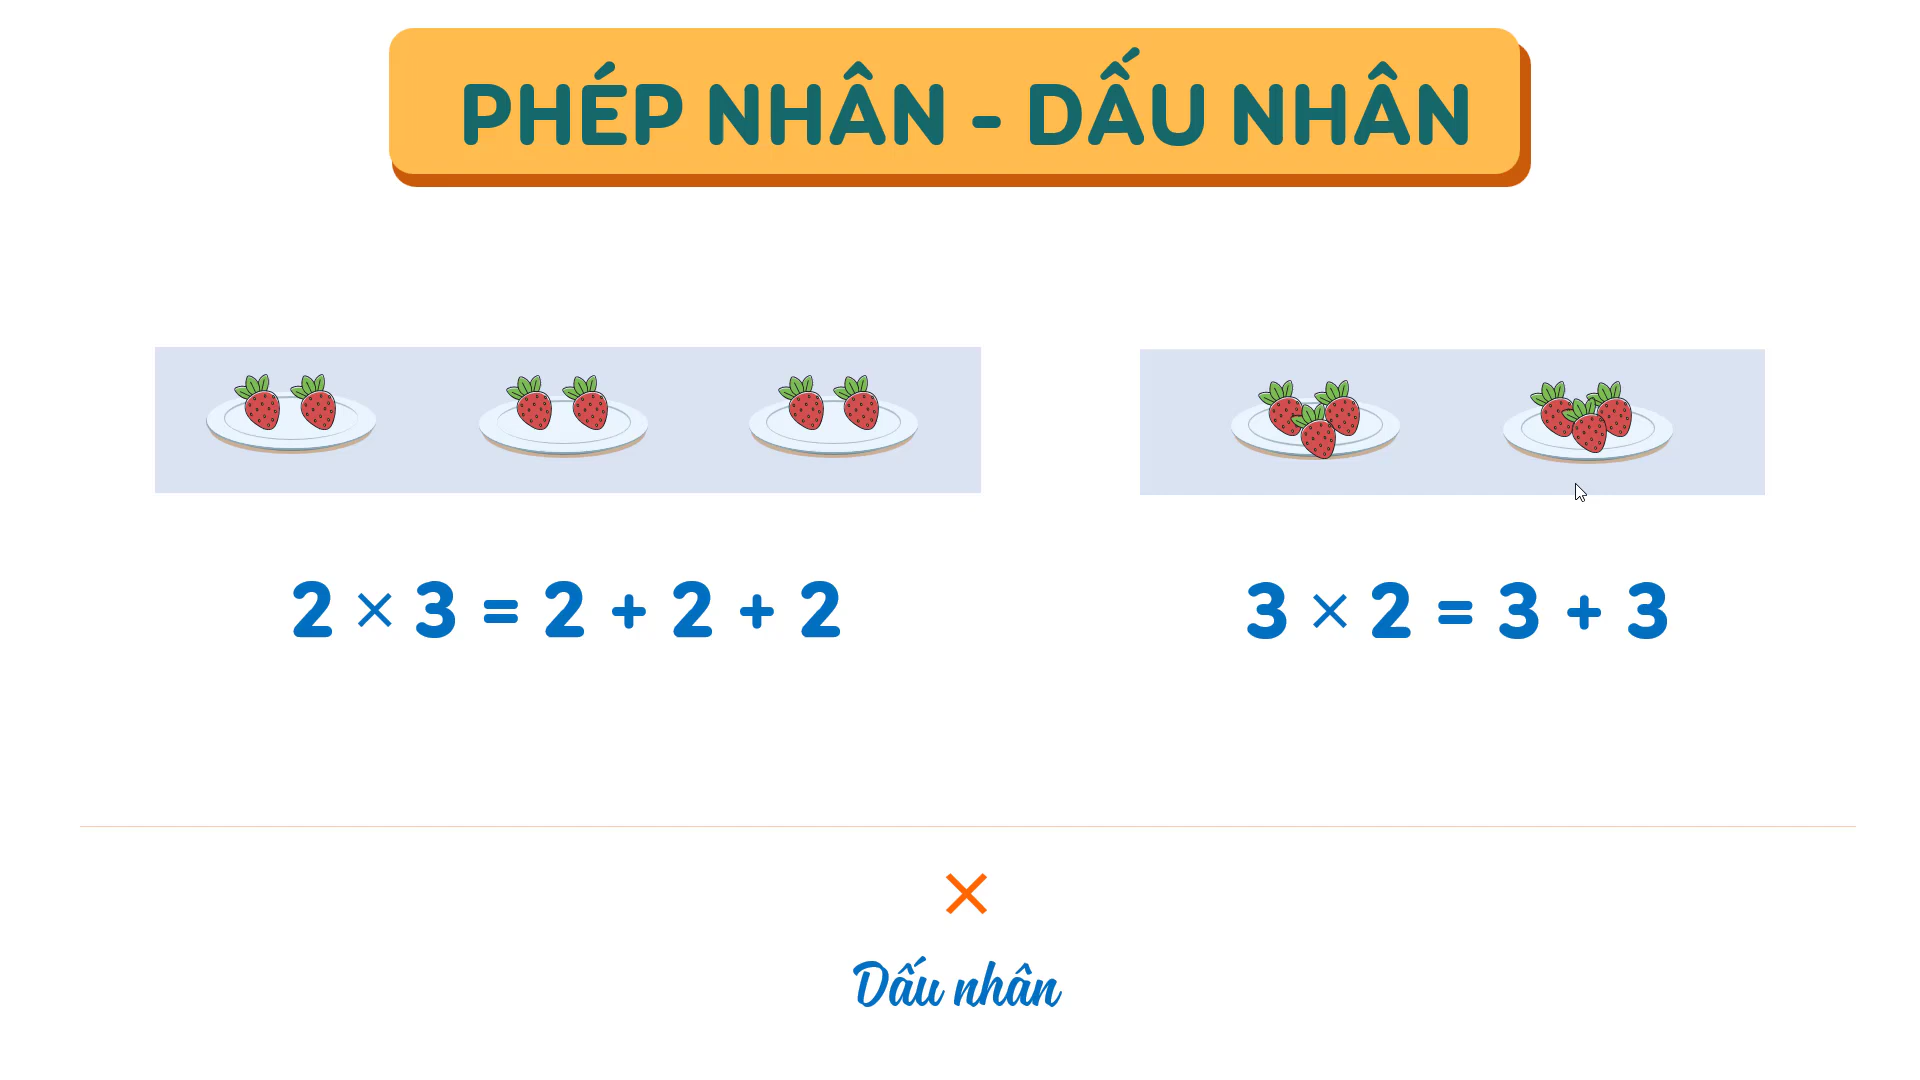 PHÉP NHÂN - DẤU NHÂN
2 × 3 = 2 + 2 + 2
3 × 2 = 3 + 3
×
Dấu nhân